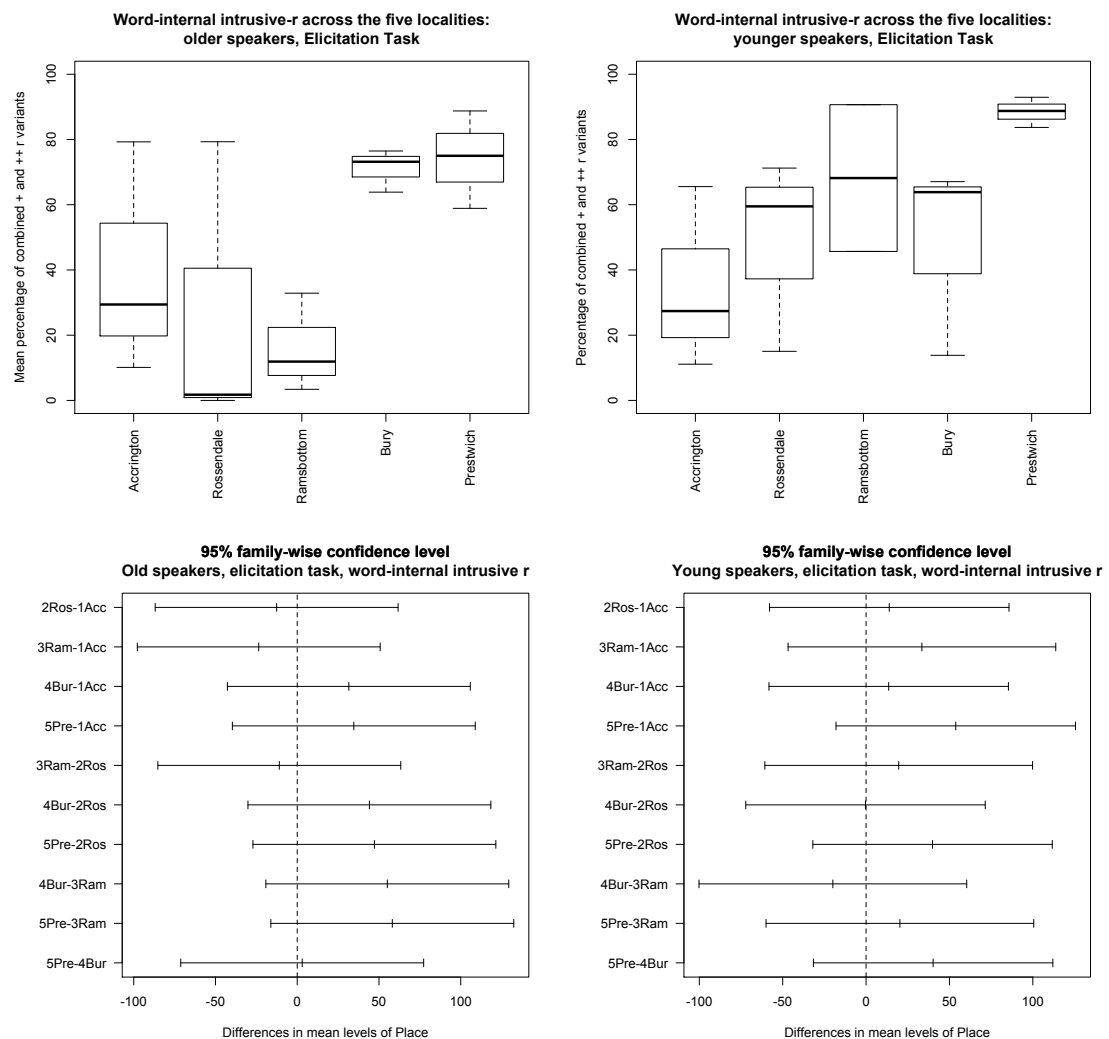 Word-internal intrusive-r across the five localities:
older speakers, Elicitation Task
Mean percentage of combined + and ++ r variants
100
80
60
40
20
0
Accrington
Rossendale
Ramsbottom
Bury
Prestwich
Word-internal intrusive-r across the five localities:
younger speakers, Elicitation Task
Percentage of combined + and ++ r variants
100
80
60
40
20
0
Accrington
Rossendale
Ramsbottom
Bury
Prestwich
95% family-wise confidence level
Old speakers, elicitation task, word-internal intrusive r
2Ros-1Acc
3Ram-1Acc
4Bur-1Acc
5Pre-1Acc
3Ram-2Ros
4Bur-2Ros
5Pre-2Ros
4Bur-3Ram
5Pre-3Ram
5Pre-4Bur
-100 -50 0 50 100
Differences in mean levels of Place
95% family-wise confidence level
Young speakers, elicitation task, word-internal intrusive r
2Ros-1Acc
3Ram-1Acc
4Bur-1Acc
5Pre-1Acc
3Ram-2Ros
4Bur-2Ros
5Pre-2Ros
4Bur-3Ram
5Pre-3Ram
5Pre-4Bur
-100 -50 0 50 100
Differences in mean levels of Place